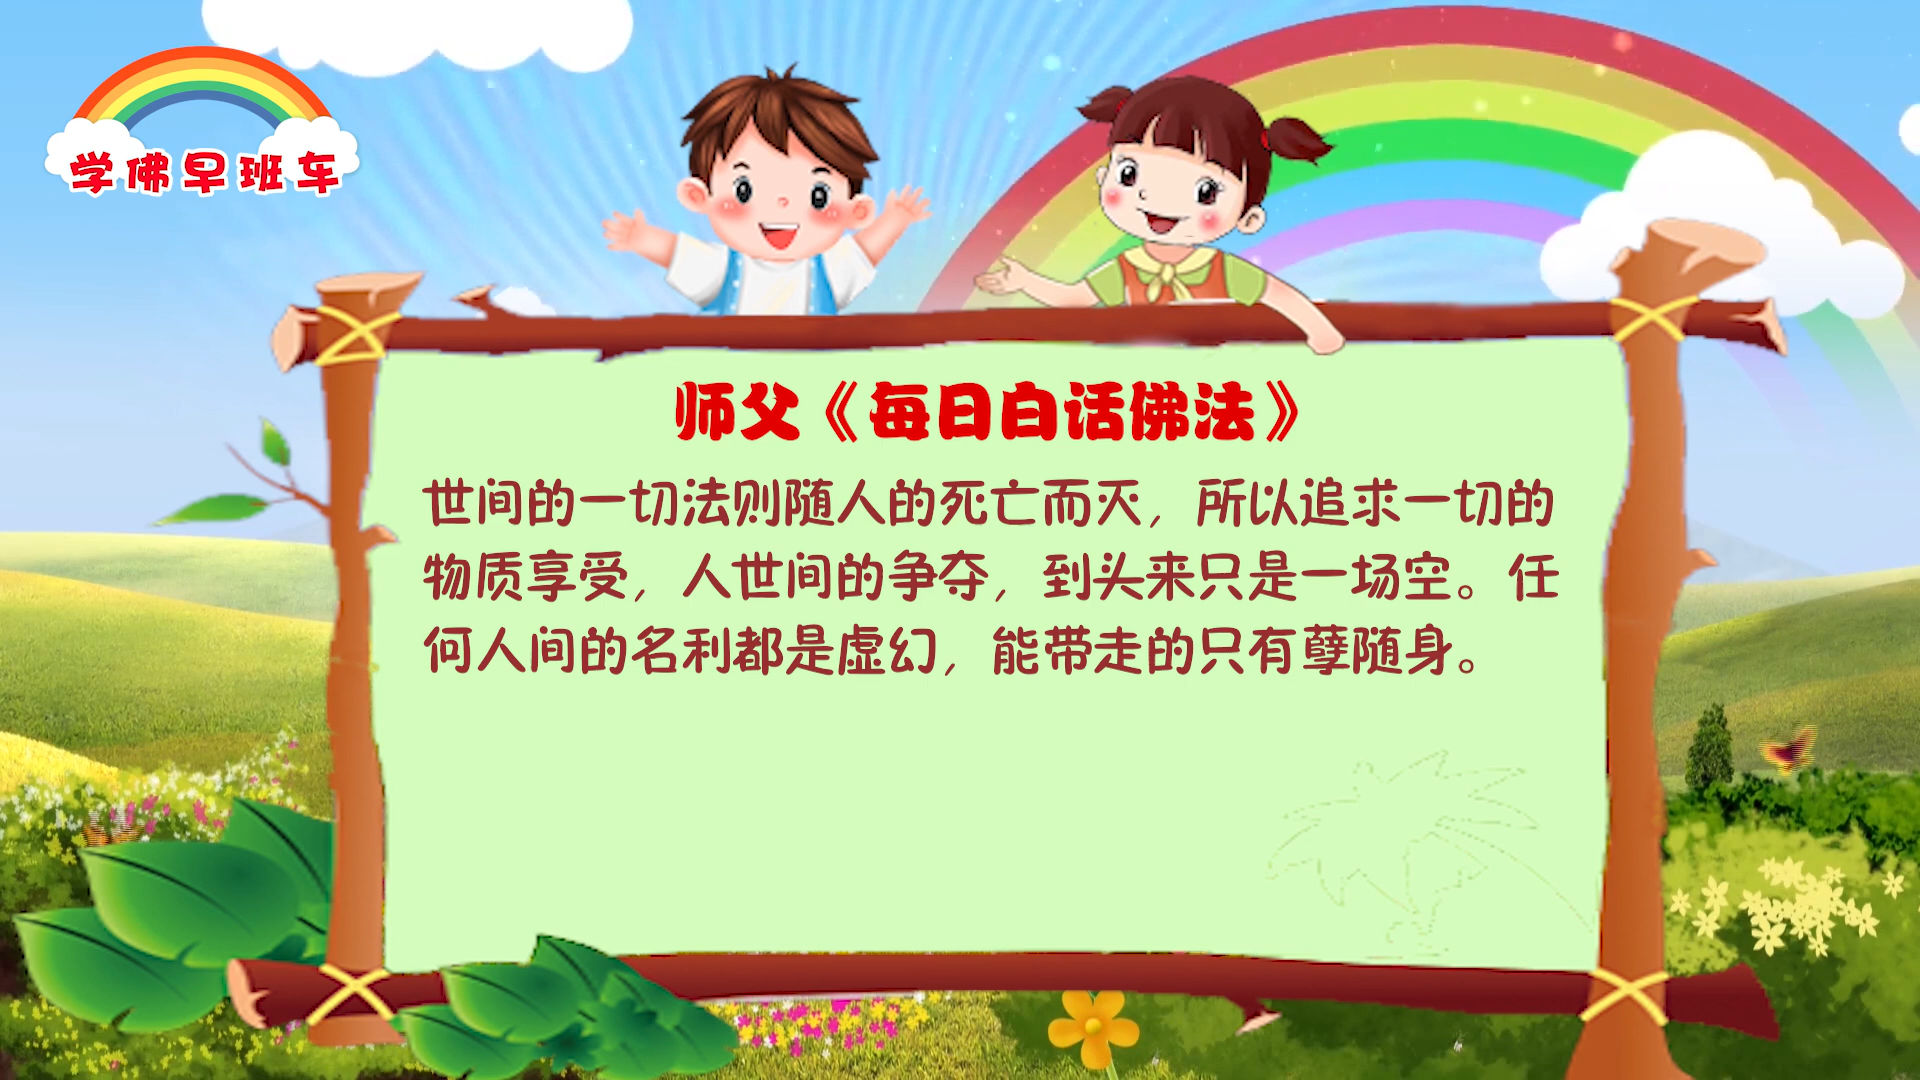 学佛早班车
师父《每日白话佛法》
世间的一切法则随人的死亡而灭，所以追求一切的
物质享受，人世间的争夺，到头来只是一场空。任
何人间的名利都是虚幻，能带走的只有孽随身。